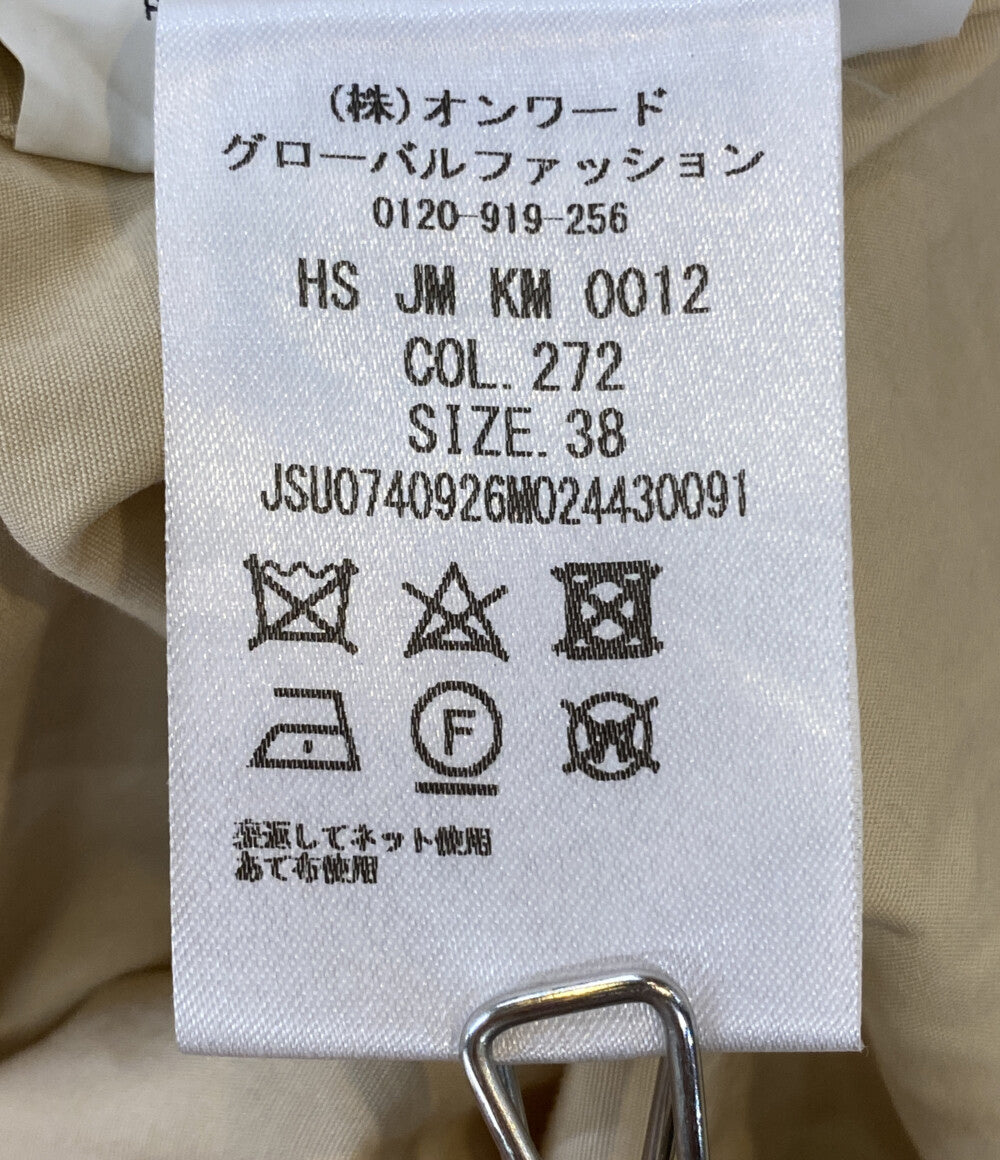 (株)オンワード
グローバルファッション
0120-919-256
HS JM KM 0012
COL. 272
SIZE. 38
JSU0740926M024430091
F
W
裏返してネット使用
あて布使用